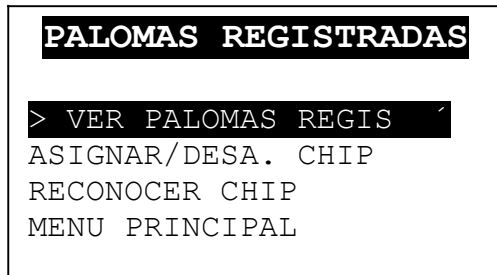 PALOMAS REGISTRADAS
> VER PALOMAS REGIS ´
ASIGNAR/DESA. CHIP
RECONOCER CHIP
MENU PRINCIPAL